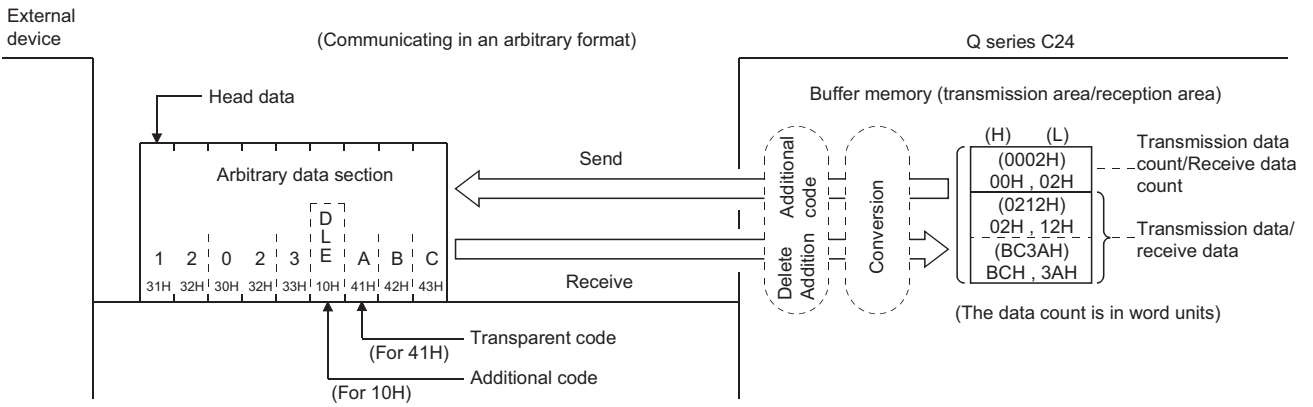 External
device
(Communicating in an arbitrary format)
Q series C24
Head data
Buffer memory (transmission area/reception area)
(H) (L)
Arbitrary data section
Send
Receive
Additional
code
Delete
Addition
Conversion
(0002H)
00H , 02H
(0212H)
02H , 12H
(BC3AH)
BCH , 3AH
Transmission data
count/Receive data
count
Transmission data/
receive data
(The data count is in word units)
D
L
1 2 0 2 3 E A B C
31H 32H 30H 32H 33H 10H 41H 42H 43H
Transparent code
(For 41H)
Additional code
(For 10H)